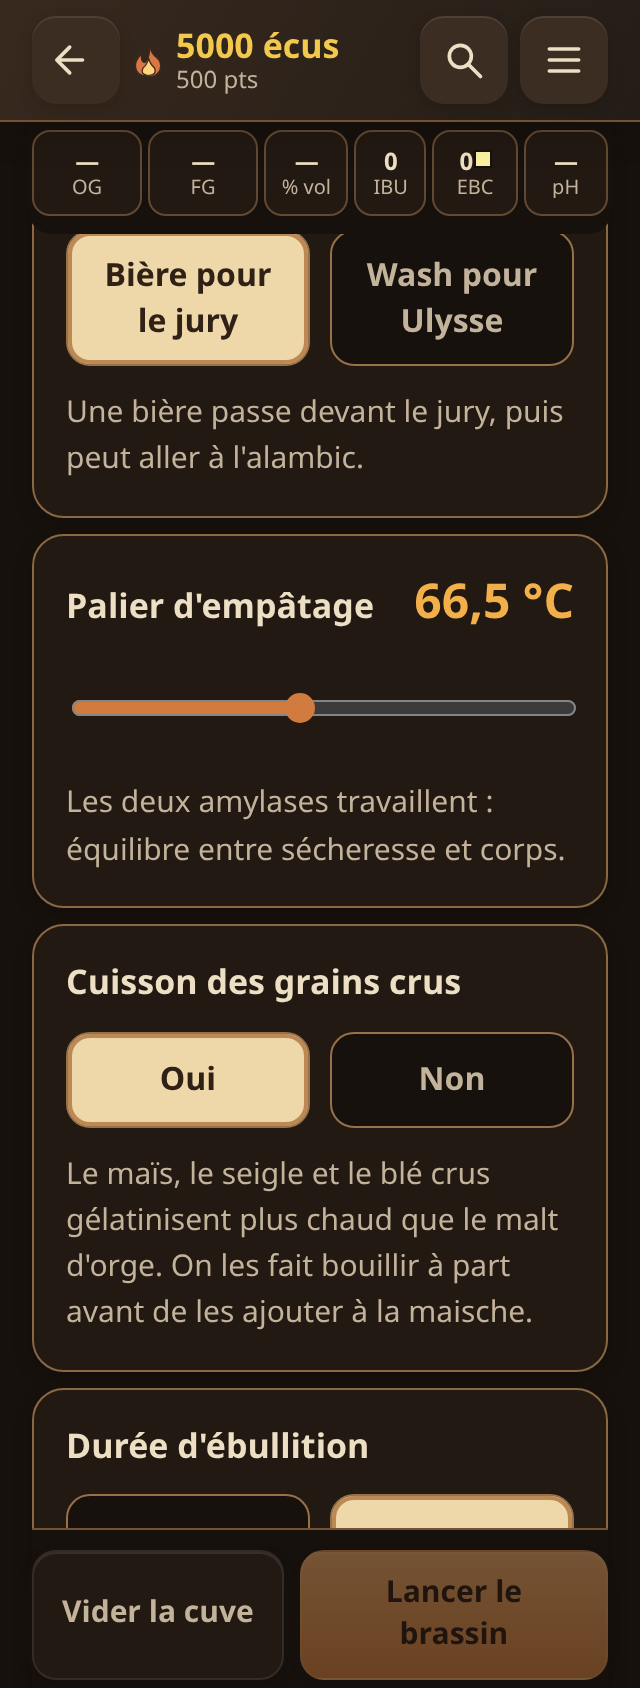 5000 écus
500 pts
— OG
— FG
— % vol
0 IBU
0 EBC
— pH
Bière pour
le jury
Wash pour
Ulysse
Une bière passe devant le jury, puis
peut aller à l'alambic.
Palier d'empâtage 66,5 °C
Les deux amylases travaillent :
équilibre entre sécheresse et corps.
Cuisson des grains crus
Oui
Non
Le maïs, le seigle et le blé crus
gélatinisent plus chaud que le malt
d'orge. On les fait bouillir à part
avant de les ajouter à la maische.
Durée d'ébullition
Vider la cuve
Lancer le
brassin